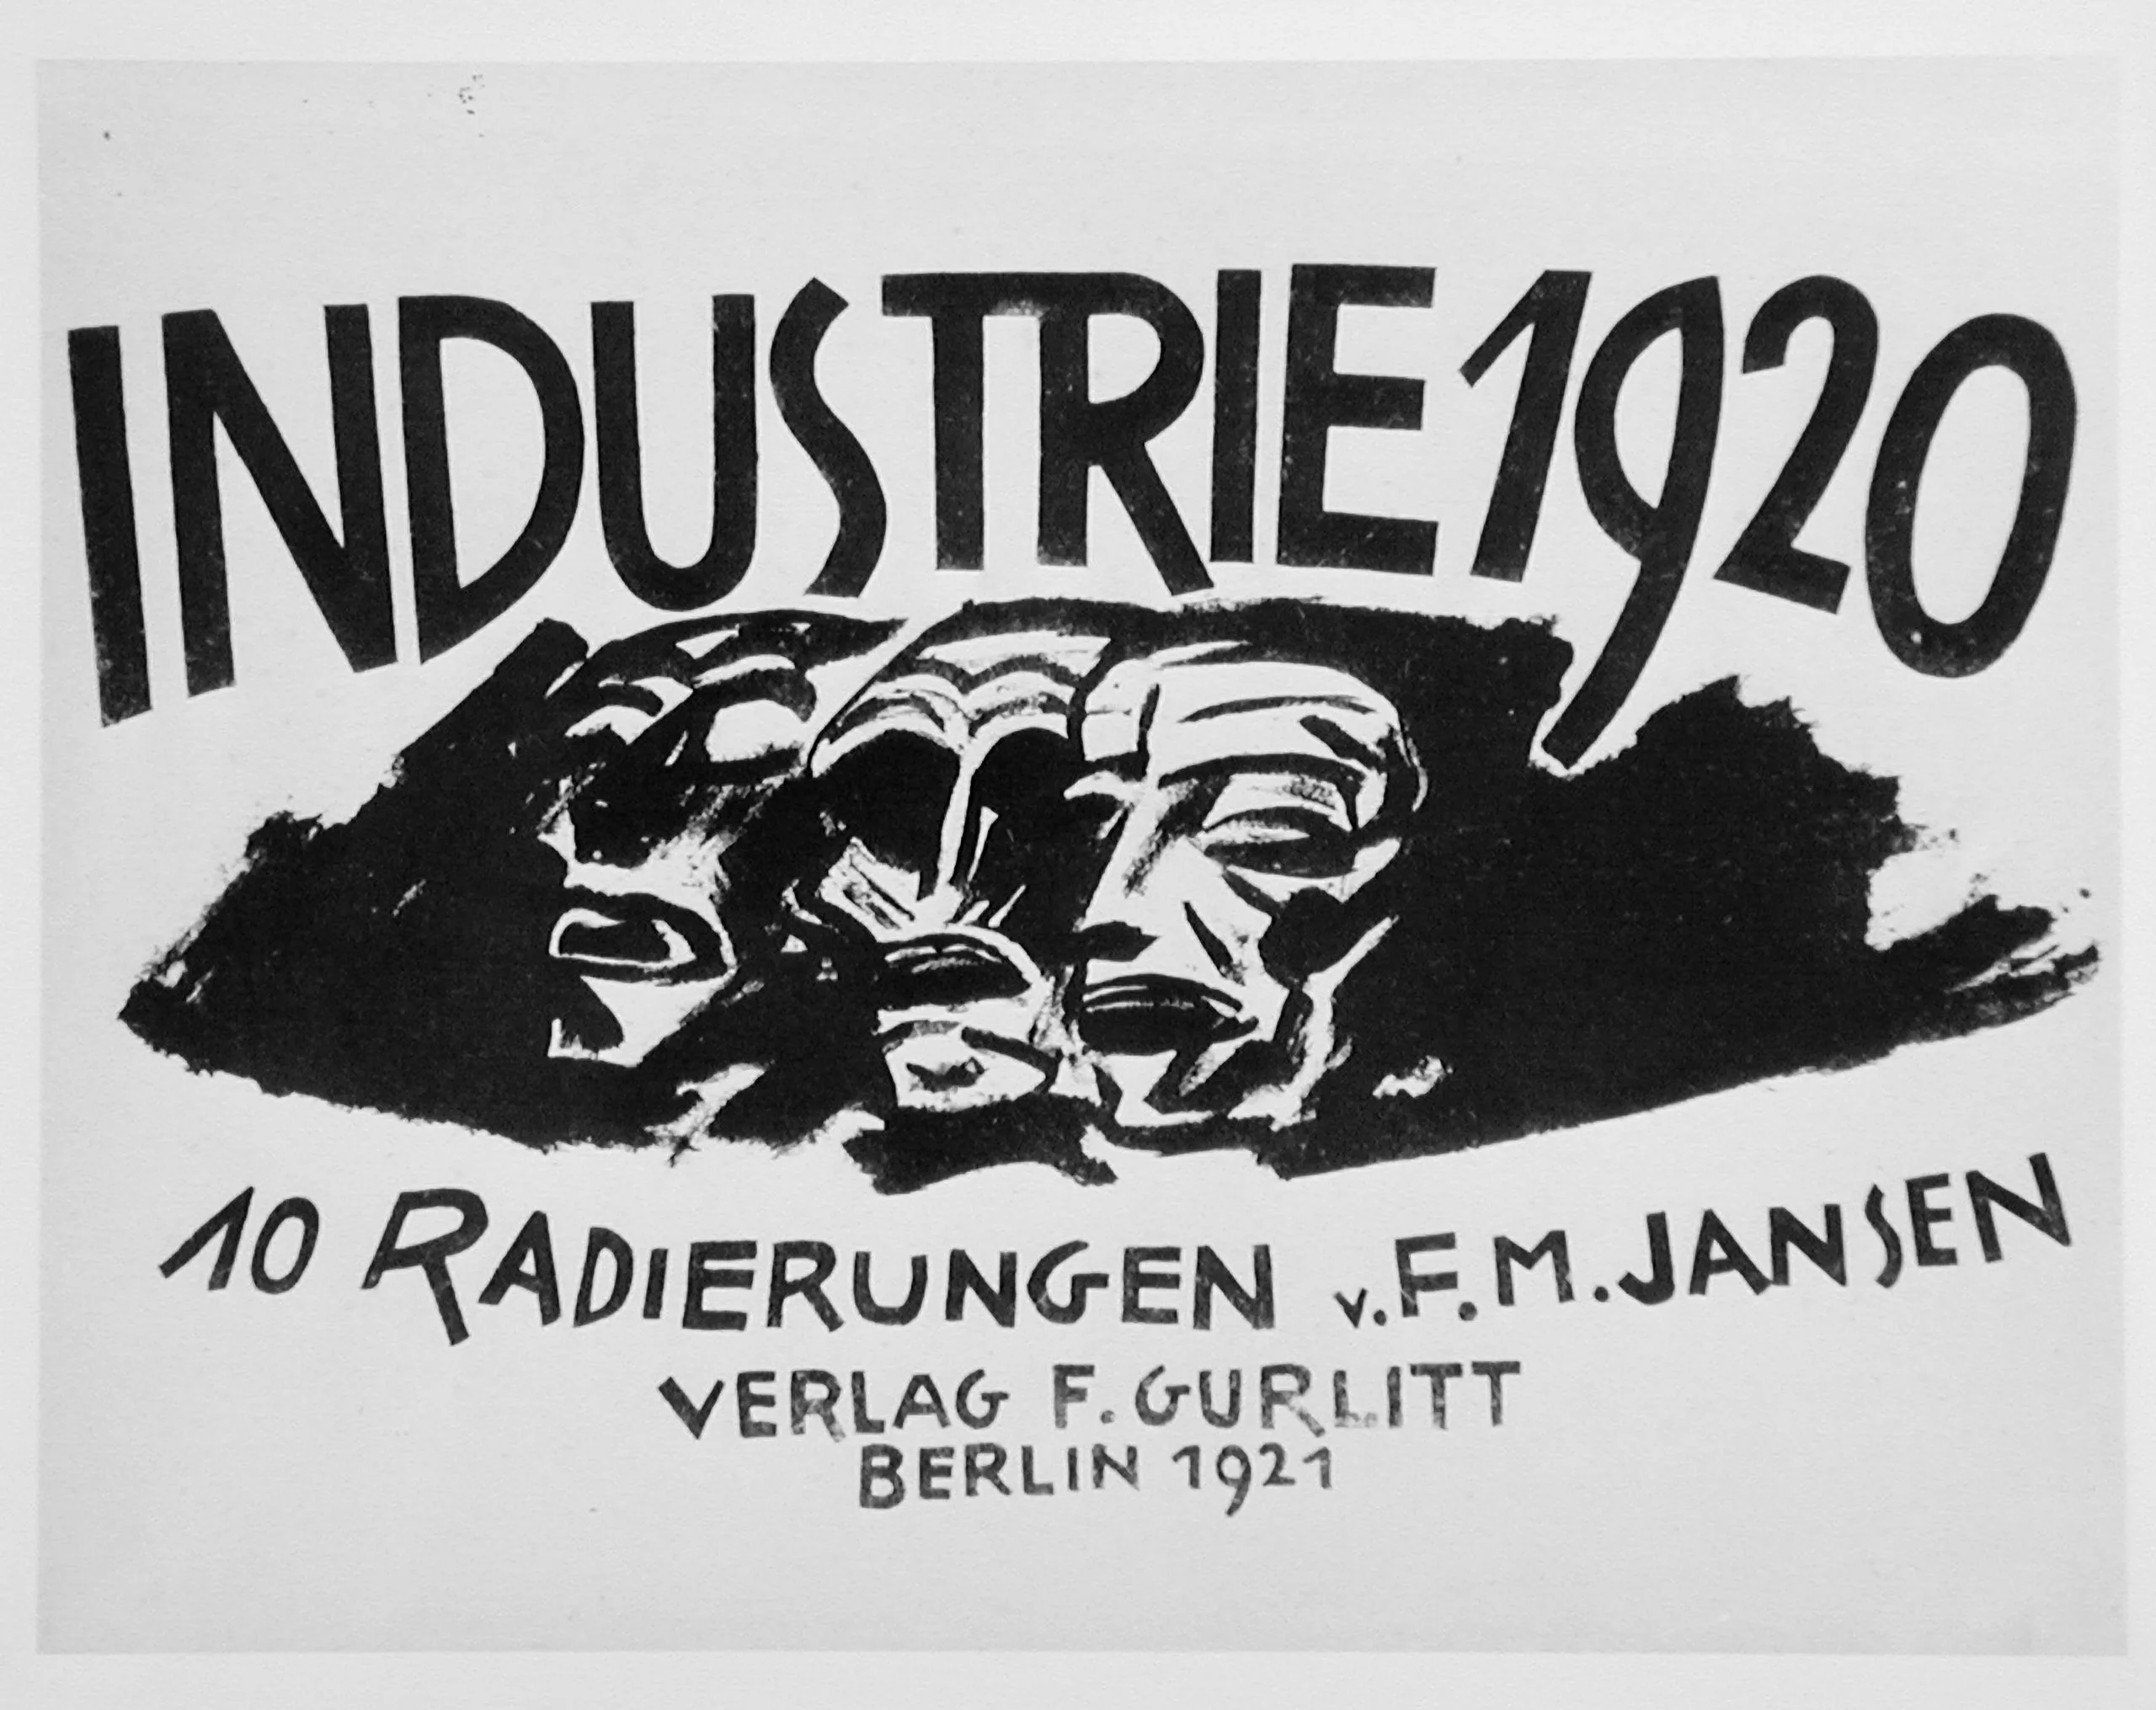 INDUSTRIE 1920
10 RADIERUNGEN v. F. M. JANSEN
VERLAG F. GURLITT
BERLIN 1921